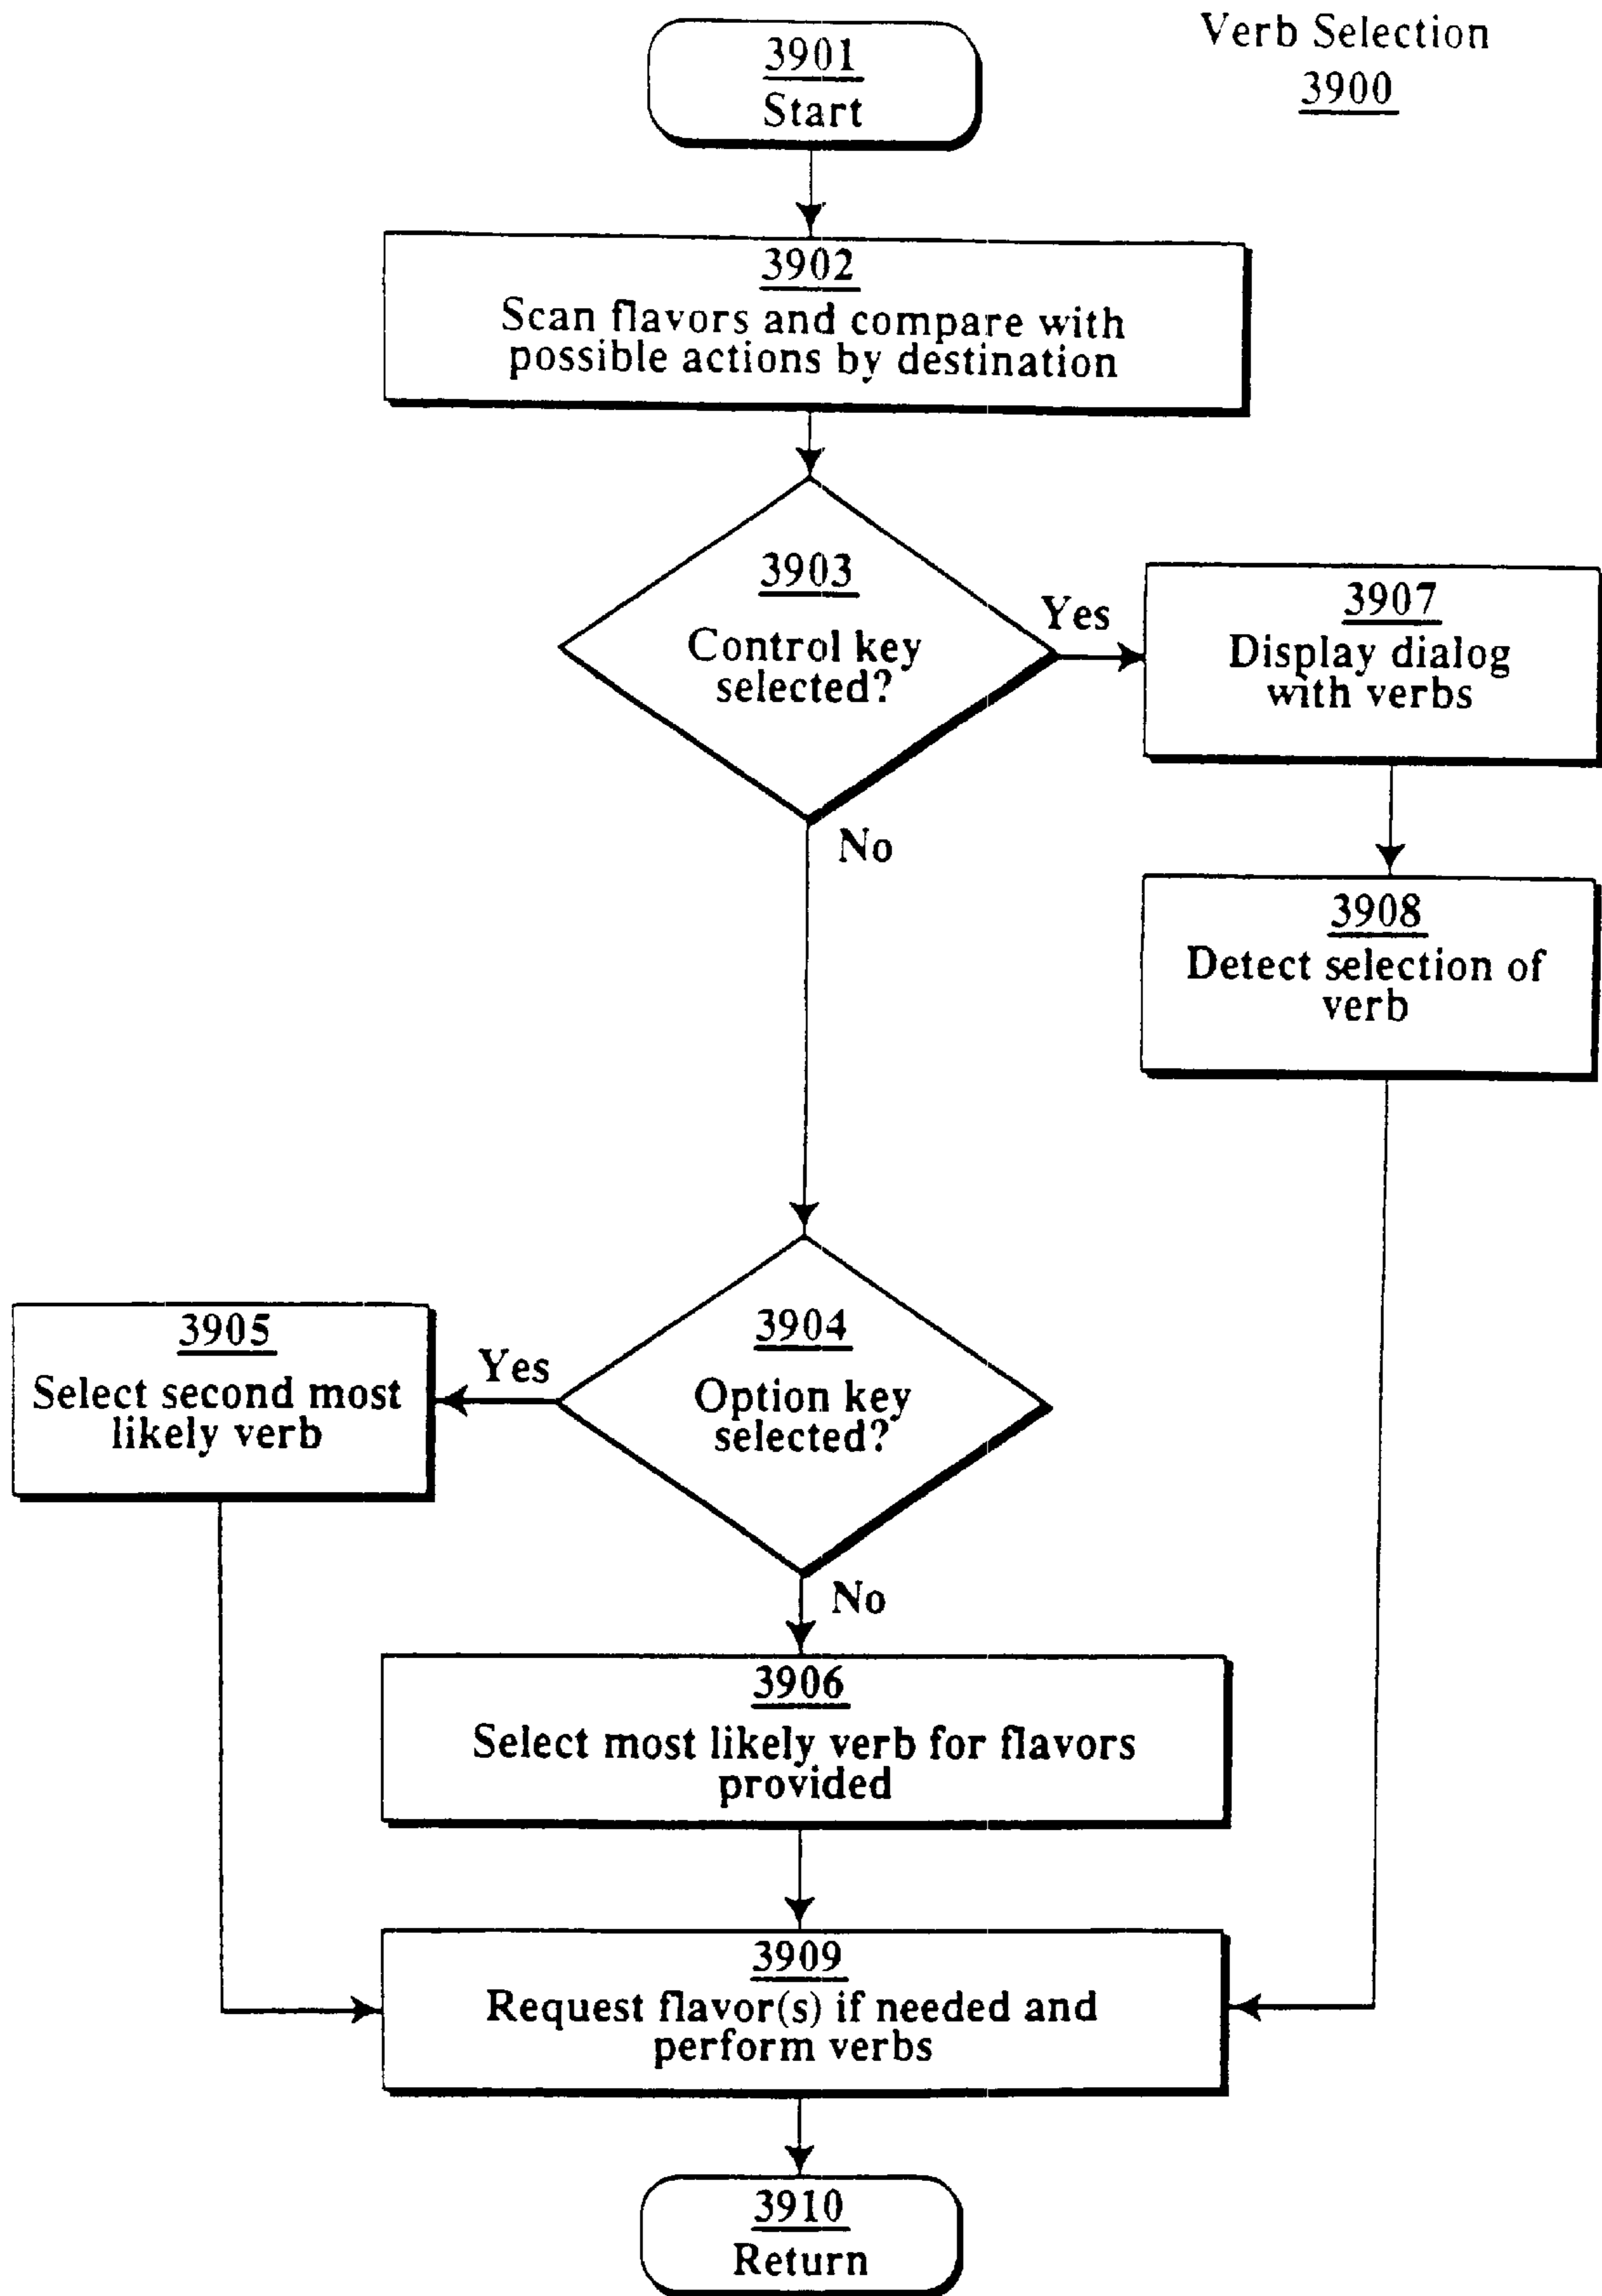 Verb Selection
3900
3901
Start
3902
Scan flavors and compare with
possible actions by destination
3903
Control key
selected?
Yes
No
3907
Display dialog
with verbs
3908
Detect selection of
verb
3904
Option key
selected?
Yes
No
3905
Select second most
likely verb
3906
Select most likely verb for flavors
provided
3909
Request flavor(s) if needed and
perform verbs
3910
Return